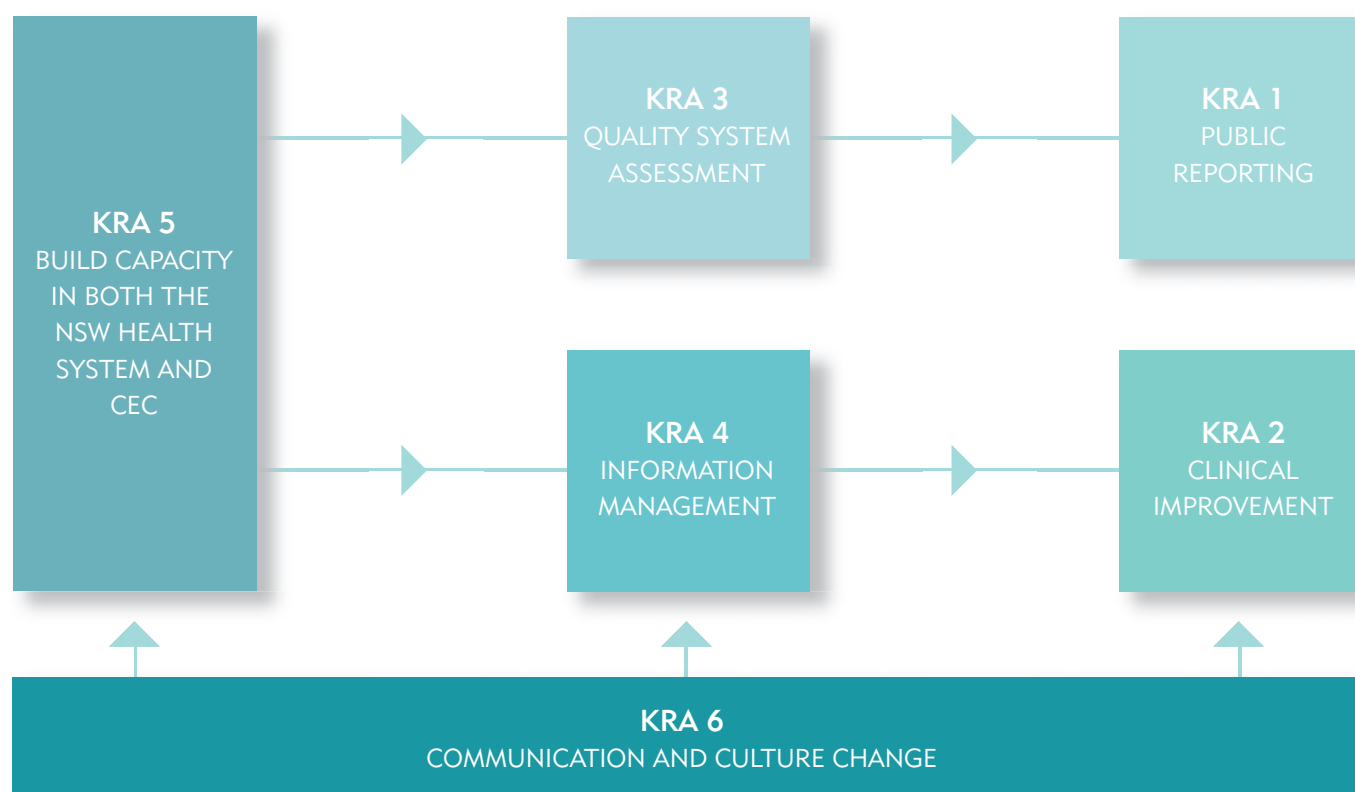 KRA 5
BUILD CAPACITY
IN BOTH THE
NSW HEALTH
SYSTEM AND
CEC
KRA 3
QUALITY SYSTEM
ASSESSMENT
KRA 1
PUBLIC
REPORTING
KRA 4
INFORMATION
MANAGEMENT
KRA 2
CLINICAL
IMPROVEMENT
KRA 6
COMMUNICATION AND CULTURE CHANGE